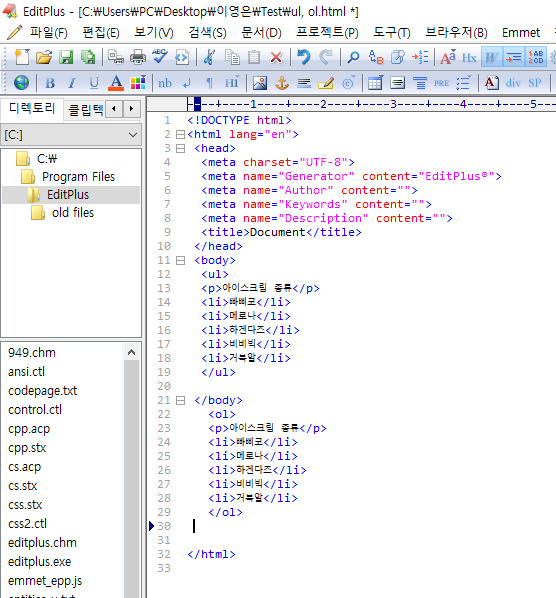 EditPlus - [C:₩Users₩PC₩Desktop₩이영은₩Test₩ul, ol.html *]
파일(F) 편집(E) 보기(V) 검색(S) 문서(D) 프로젝트(P) 도구(T) 브라우저(B) Emmet
B I U A nb HI A div SP
디렉토리 클립텍
[C:]
C:₩
Program Files
EditPlus
old files
949.chm
ansi.ctl
codepage.txt
control.ctl
cpp.acp
cpp.stx
cs.acp
cs.stx
css.stx
css2.ctl
editplus.chm
editplus.exe
emmet_epp.js
----+----1----+----2----+----3----+----4----+----5----
1 <!DOCTYPE html>
2 <html lang="en">
3 <head>
4 <meta charset="UTF-8">
5 <meta name="Generator" content="EditPlus®">
6 <meta name="Author" content="">
7 <meta name="Keywords" content="">
8 <meta name="Description" content="">
9 <title>Document</title>
10 </head>
11 <body>
12 <ul>
13 <p>아이스크림 종류</p>
14 <li>빠삐코</li>
15 <li>메로나</li>
16 <li>하겐다즈</li>
17 <li>비비빅</li>
18 <li>거북알</li>
19 </ul>
20
21 </body>
22 <ol>
23 <p>아이스크림 종류</p>
24 <li>빠삐코</li>
25 <li>메로나</li>
26 <li>하겐다즈</li>
27 <li>비비빅</li>
28 <li>거북알</li>
29 </ol>
30
31
32 </html>
33